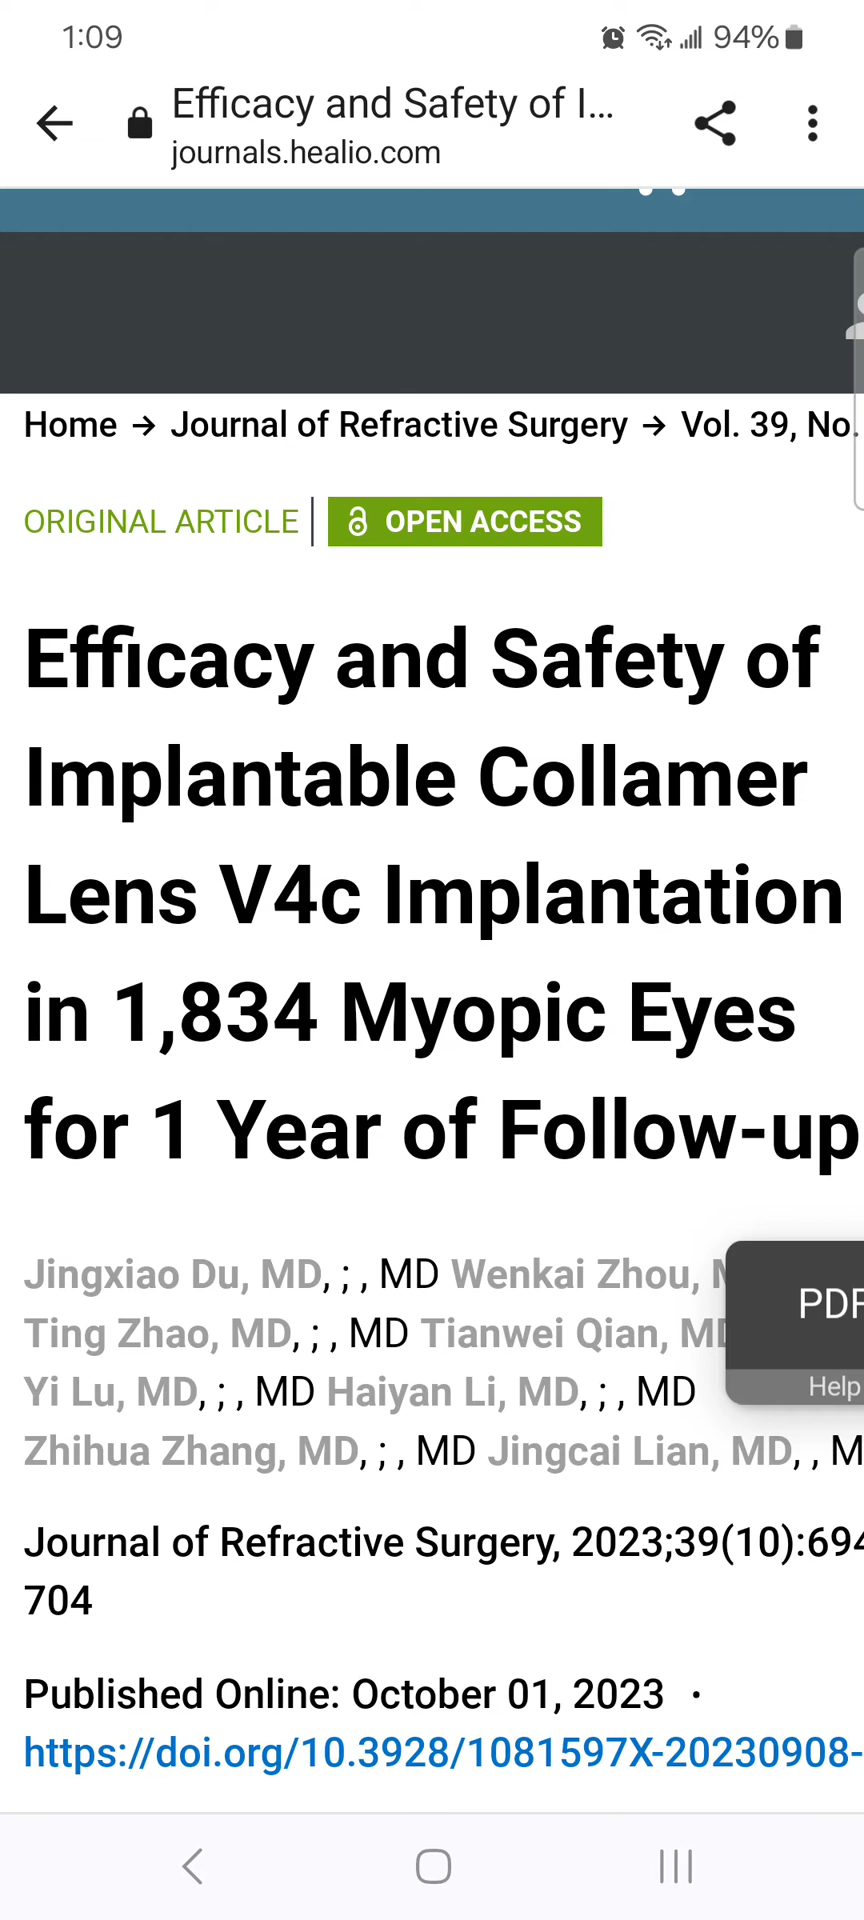 1:09
94%
Efficacy and Safety of I...
journals.healio.com
Home → Journal of Refractive Surgery → Vol. 39, No.
ORIGINAL ARTICLE
OPEN ACCESS
Efficacy and Safety of
Implantable Collamer
Lens V4c Implantation
in 1,834 Myopic Eyes
for 1 Year of Follow-up
Jingxiao Du, MD, ; , MD Wenkai Zhou,
Ting Zhao, MD, ; , MD Tianwei Qian, MD
Yi Lu, MD, ; , MD Haiyan Li, MD, ; , MD
Zhihua Zhang, MD, ; , MD Jingcai Lian, MD, , M
PDF
Help
Journal of Refractive Surgery, 2023;39(10):694
704
Published Online: October 01, 2023 •
https://doi.org/10.3928/1081597X-20230908-